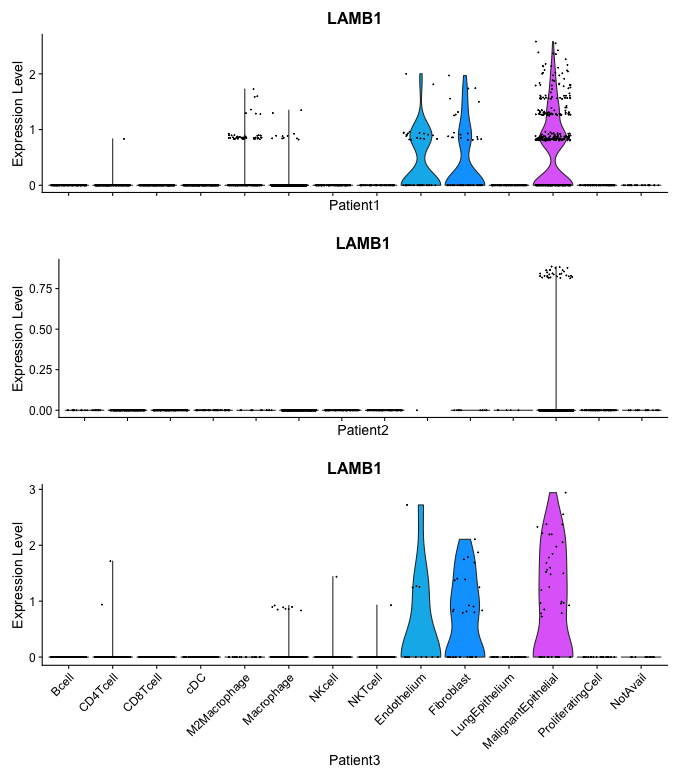 LAMB1
Expression Level
2
1
0
Patient1
LAMB1
Expression Level
0.75
0.50
0.25
0.00
Patient2
LAMB1
Expression Level
3
2
1
0
Bcell
CD4Tcell
CD8Tcell
cDC
M2Macrophage
Macrophage
NKcell
NKTcell
Endothelium
Fibroblast
LungEpithelium
MalignantEpithelial
ProliferatingCell
NotAvail
Patient3